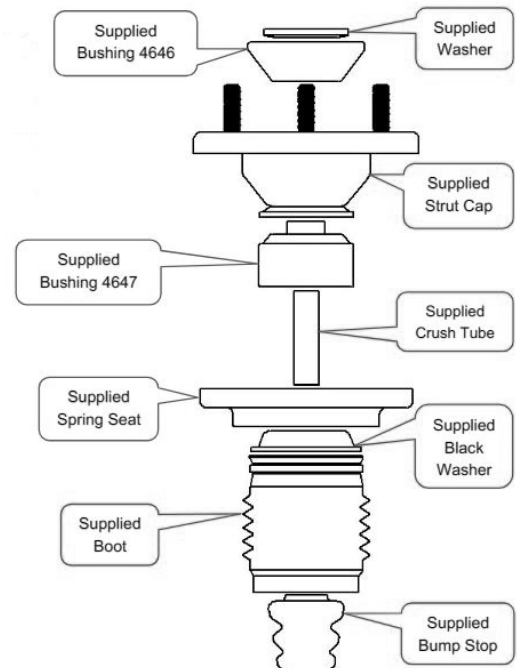 Supplied
Bushing 4646
Supplied
Washer
Supplied
Strut Cap
Supplied
Bushing 4647
Supplied
Crush Tube
Supplied
Spring Seat
Supplied
Black
Washer
Supplied
Boot
Supplied
Bump Stop